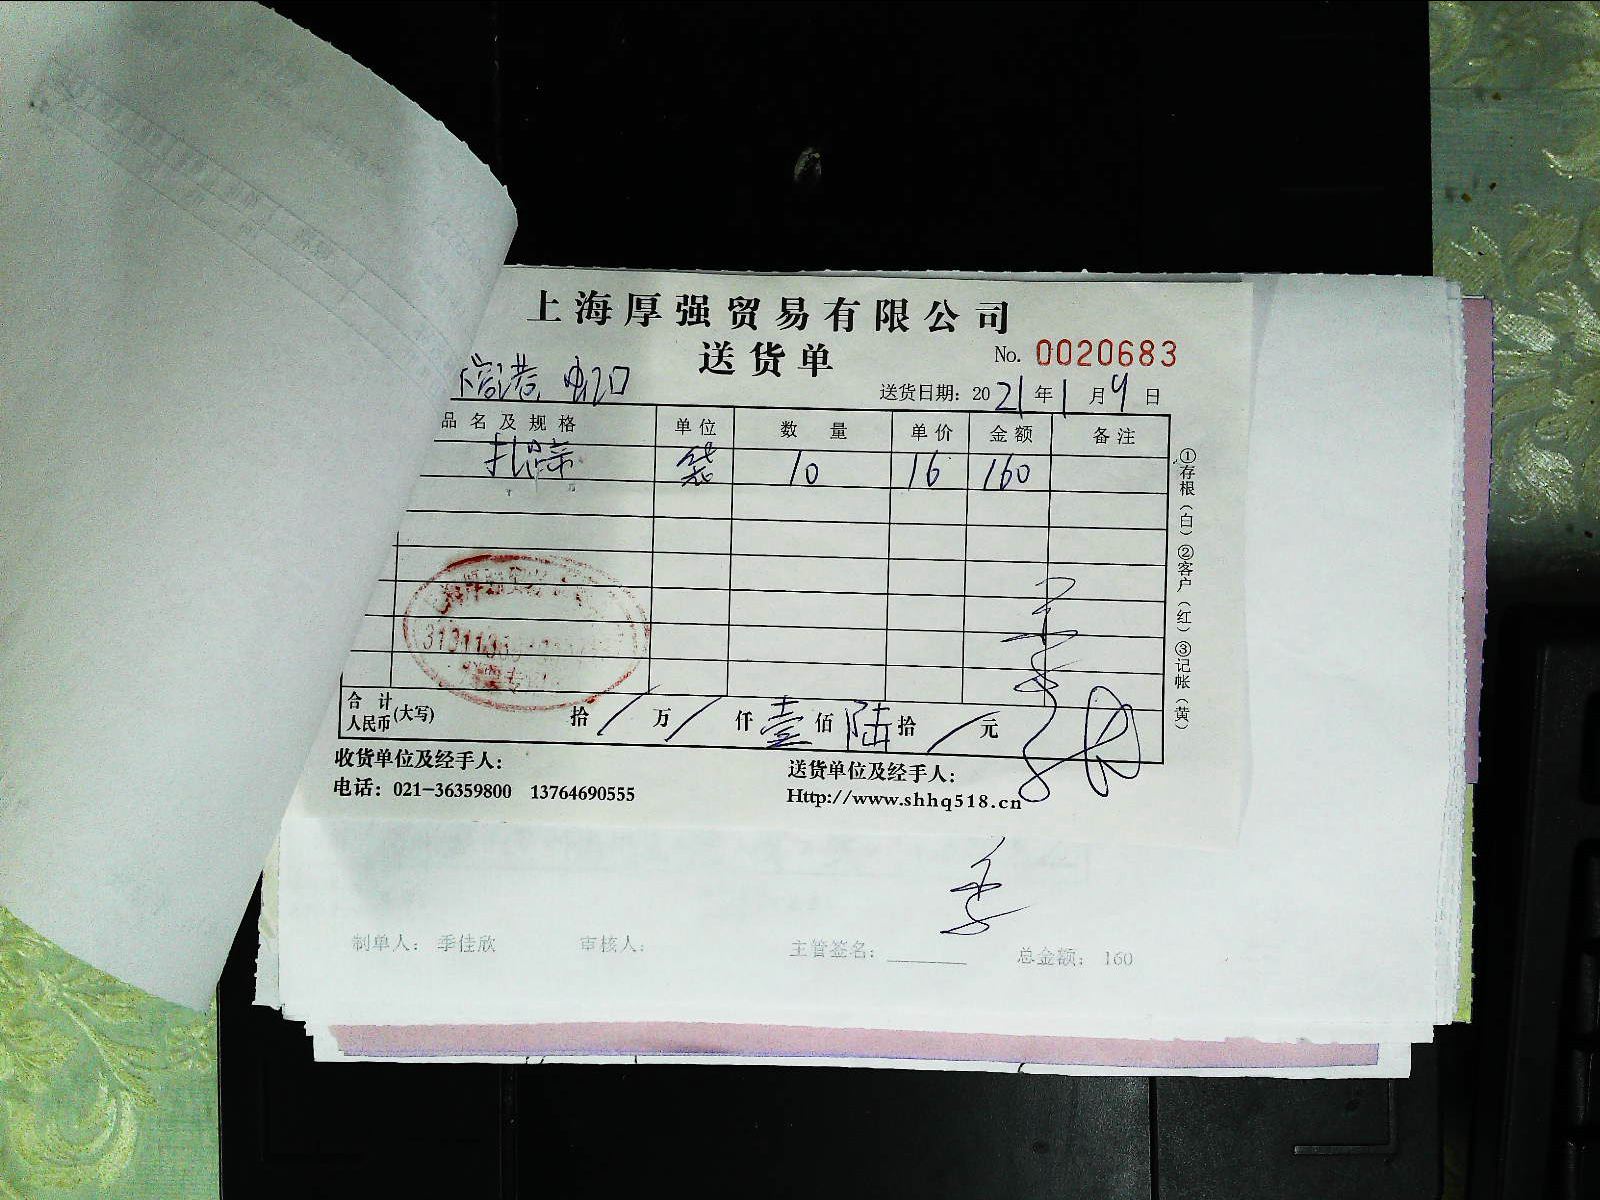 上海厚强贸易有限公司
送货单
No. 0020683
虹口
送货日期: 2021年1月9日
品名及规格 单位 数量 单价 金额 备注
扎带 袋 10 16 160
①存根(白)②客户(红)③记帐(黄)
合计人民币(大写) 拾/万/仟壹佰陆拾/元
收货单位及经手人:
送货单位及经手人:
电话: 021-36359800 13764690555
Http://www.shhq518.cn
制单人: 季佳欣 审核人: 主管签名: 总金额: 160